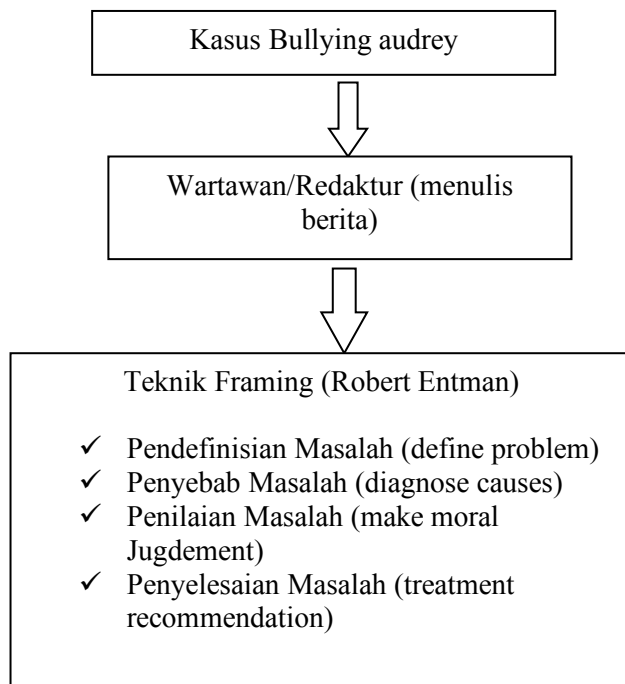 Kasus Bullying audrey
Wartawan/Redaktur (menulis
berita)
Teknik Framing (Robert Entman)
✓ Pendefinisian Masalah (define problem)
✓ Penyebab Masalah (diagnose causes)
✓ Penilaian Masalah (make moral
Jugdement)
✓ Penyelesaian Masalah (treatment
recommendation)